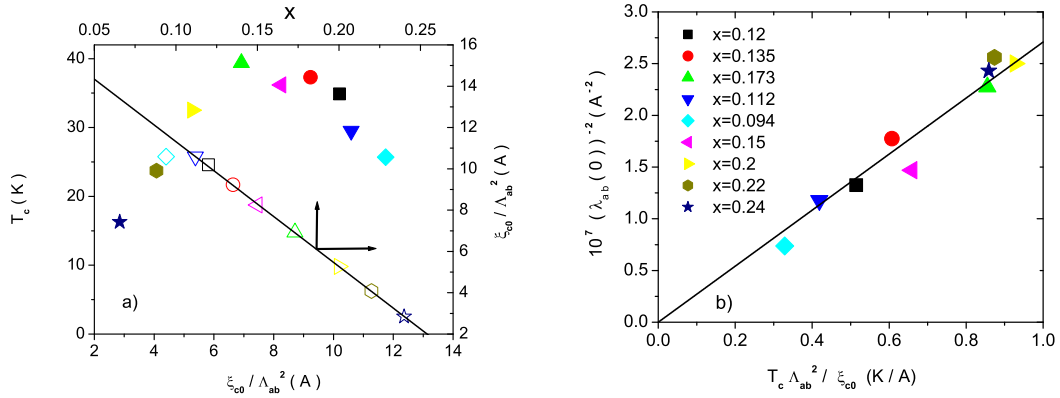 x
0.05 0.10 0.15 0.20 0.25
40
30
20
10
0
T_c (K)
16
14
12
10
8
6
4
2
ξ_c0 / Λ_ab^2 (A)
a)
2 4 6 8 10 12 14
ξ_c0 / Λ_ab^2 (A)
3.0
2.5
2.0
1.5
1.0
0.5
0.0
10^7 (λ_ab(0))^-2 (A^-2)
x=0.12
x=0.135
x=0.173
x=0.112
x=0.094
x=0.15
x=0.2
x=0.22
x=0.24
b)
0.0 0.2 0.4 0.6 0.8 1.0
T_c Λ_ab^2 / ξ_c0 (K / A)